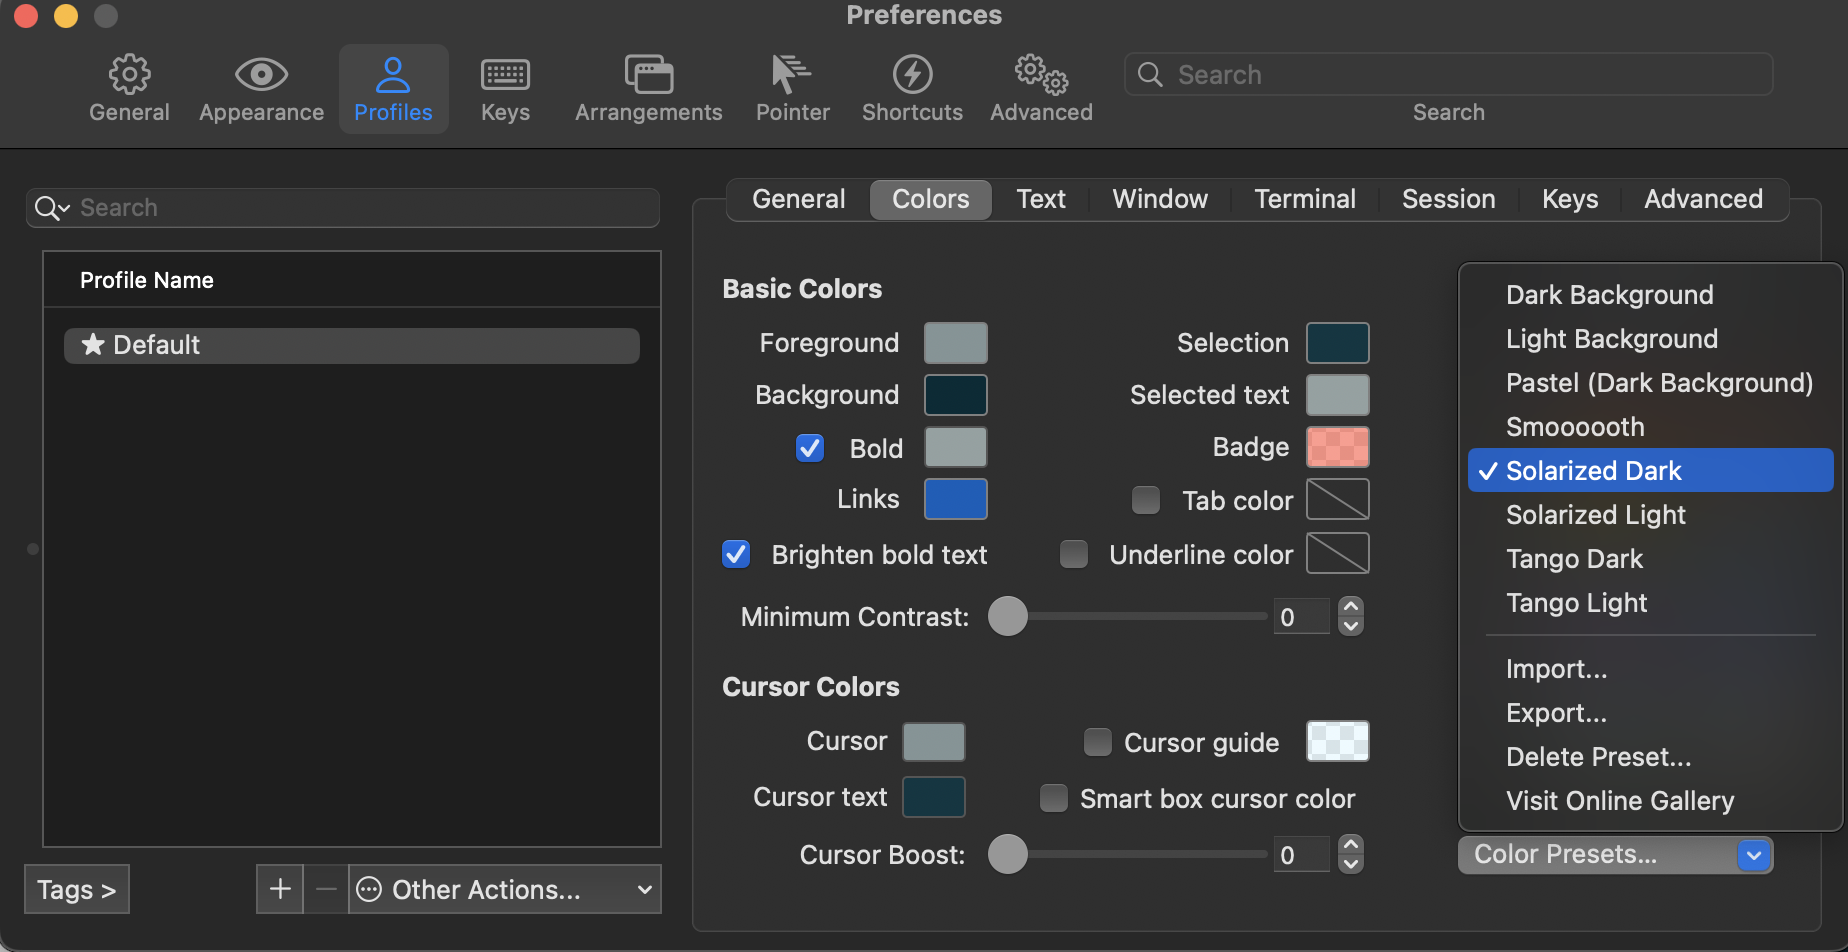 Preferences
General Appearance Profiles Keys Arrangements Pointer Shortcuts Advanced
Search
Search
Search
Profile Name
Default
Tags >
Other Actions...
General Colors Text Window Terminal Session Keys Advanced
Basic Colors
Foreground
Background
Bold
Links
Brighten bold text
Selection
Selected text
Badge
Tab color
Underline color
Minimum Contrast: 0
Cursor Colors
Cursor
Cursor text
Cursor guide
Smart box cursor color
Cursor Boost: 0
Dark Background
Light Background
Pastel (Dark Background)
Smoooooth
Solarized Dark
Solarized Light
Tango Dark
Tango Light
Import...
Export...
Delete Preset...
Visit Online Gallery
Color Presets...